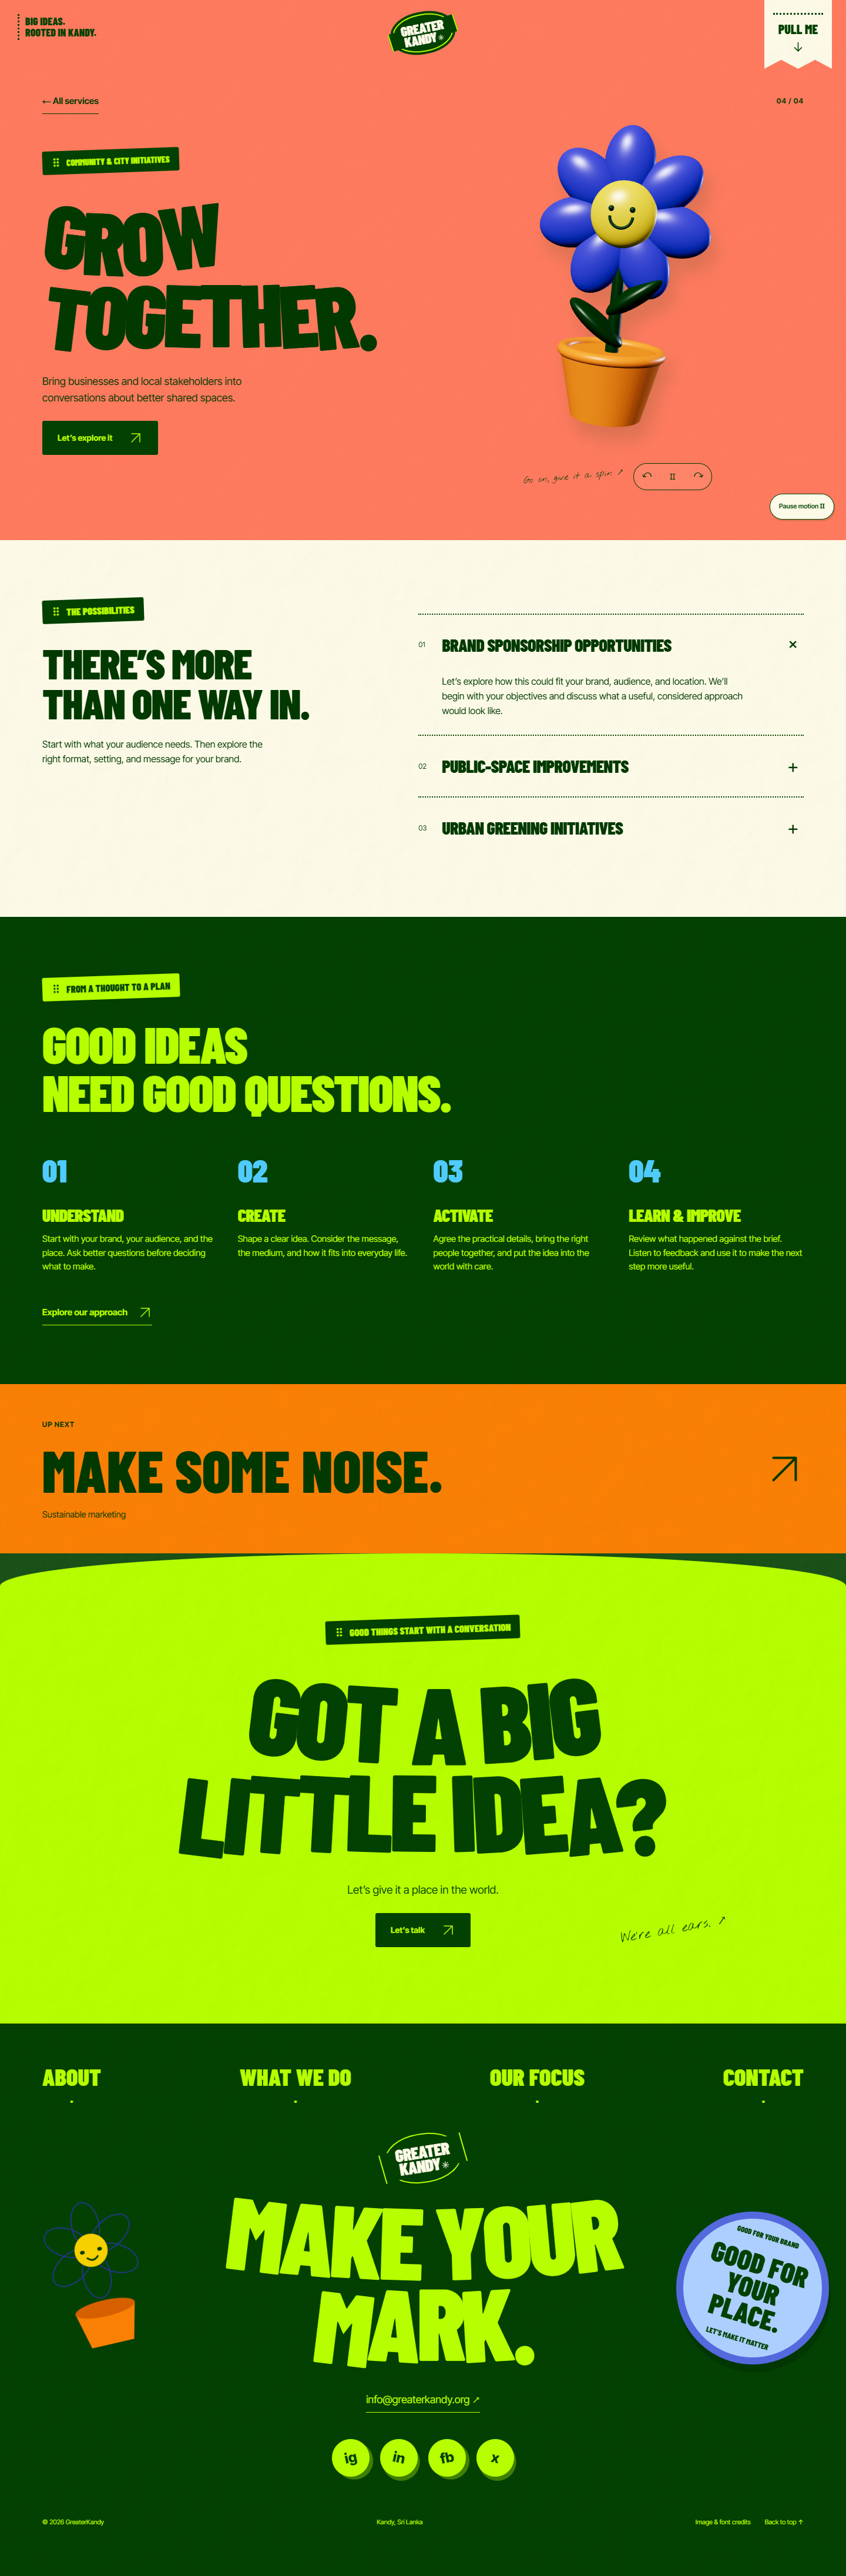 BIG IDEAS.
ROOTED IN KANDY.
GREATER
KANDY
PULL ME
↓
← All services
04 / 04
COMMUNITY & CITY INITIATIVES
GROW
TOGETHER.
Bring businesses and local stakeholders into
conversations about better shared spaces.
Let's explore it
Go on, give it a spin ↗
Pause motion II
THE POSSIBILITIES
THERE'S MORE
THAN ONE WAY IN.
Start with what your audience needs. Then explore the
right format, setting, and message for your brand.
01 BRAND SPONSORSHIP OPPORTUNITIES ×
Let's explore how this could fit your brand, audience, and location. We'll
begin with your objectives and discuss what a useful, considered approach
would look like.
02 PUBLIC-SPACE IMPROVEMENTS +
03 URBAN GREENING INITIATIVES +
FROM A THOUGHT TO A PLAN
GOOD IDEAS
NEED GOOD QUESTIONS.
01
UNDERSTAND
Start with your brand, your audience, and the
place. Ask better questions before deciding
what to make.
02
CREATE
Shape a clear idea. Consider the message,
the medium, and how it fits into everyday life.
03
ACTIVATE
Agree the practical details, bring the right
people together, and put the idea into the
world with care.
04
LEARN & IMPROVE
Review what happened against the brief.
Listen to feedback and use it to make the next
step more useful.
Explore our approach
UP NEXT
MAKE SOME NOISE.
Sustainable marketing
GOOD THINGS START WITH A CONVERSATION
GOT A BIG
LITTLE IDEA?
Let's give it a place in the world.
Let's talk
We're all ears. ↗
ABOUT
WHAT WE DO
OUR FOCUS
CONTACT
GREATER
KANDY
MAKE YOUR
MARK.
GOOD FOR YOUR BRAND
GOOD FOR
YOUR
PLACE.
LET'S MAKE IT MATTER
info@greaterkandy.org ↗
ig
in
fb
x
© 2026 GreaterKandy
Kandy, Sri Lanka
Image & font credits
Back to top ↑